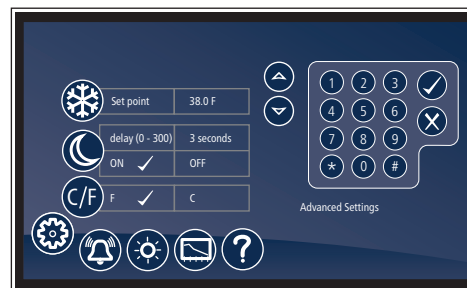 Set point 38.0 F
delay (0 - 300) 3 seconds
ON ✓ OFF
C/F F ✓ C
?
1 2 3
4 5 6
7 8 9
* 0 #
Advanced Settings